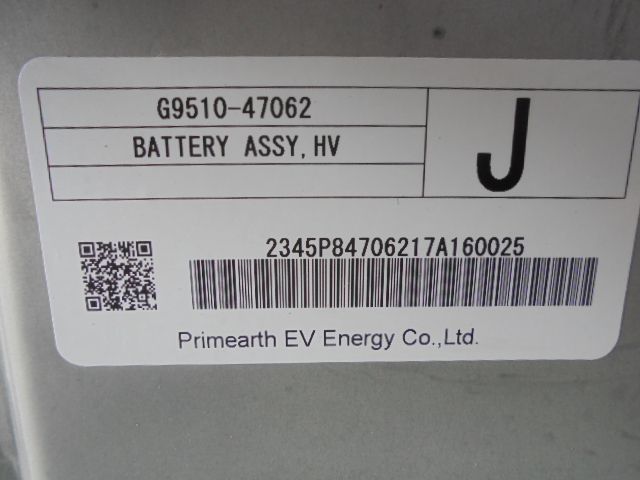 G9510-47062
BATTERY ASSY,HV
J
2345P84706217A160025
Primearth EV Energy Co.,Ltd.